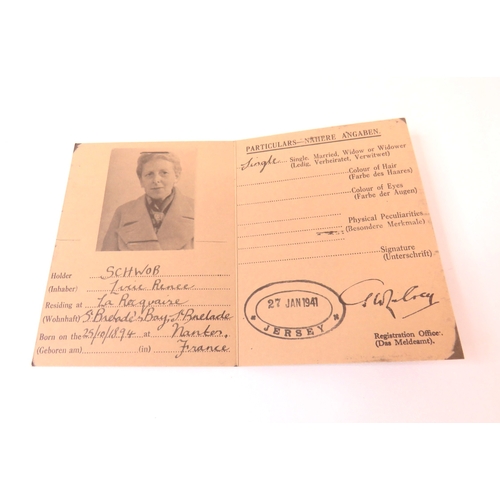 Holder SCHWOB
(Inhaber) Lucie Renee
Residing at La Rocquaise
(Wohnhaft) St Brelade's Bay, St Brelade
Born on the 25/10/1894 at Nantes,
(Geboren am) (in) France
PARTICULARS—NÄHERE ANGABEN.
Single Single, Married, Widow or Widower
(Ledig, Verheiratet, Verwitwet)
Colour of Hair
(Farbe des Haares)
Colour of Eyes
(Farbe der Augen)
Physical Peculiarities
(Besondere Merkmale)
Signature
(Unterschrift)
27 JAN 1941
JERSEY
Registration Office.
(Das Meldeamt).